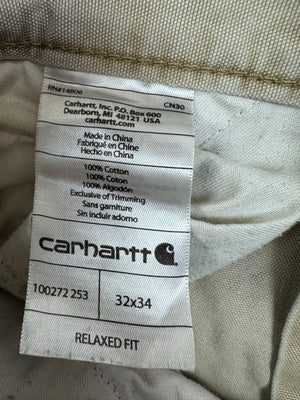 RN#14806 CN30
Carhartt, Inc. P.O. Box 600
Dearborn, MI 48121 USA
carhartt.com
Made in China
Fabriqué en Chine
Hecho en China
100% Cotton
100% Coton
100% Algodón
Exclusive of Trimming
Sans garniture
Sin incluir adorno
carhartt
100272 253 32x34
RELAXED FIT